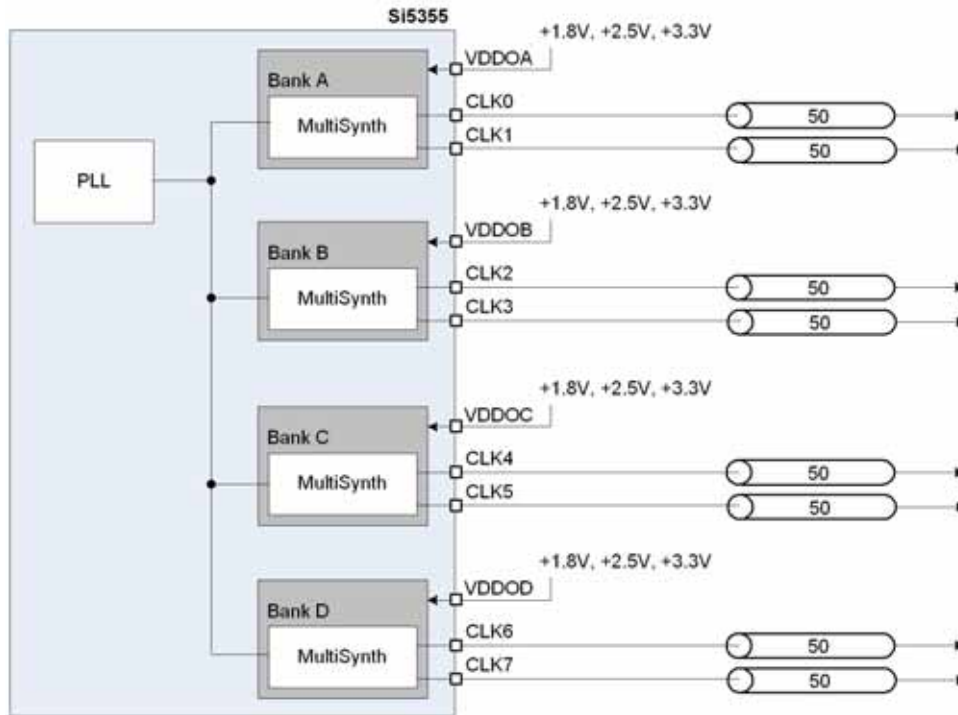 Si5355
+1.8V, +2.5V, +3.3V
VDDOA
Bank A
MultiSynth
CLK0
50
CLK1
50
PLL
+1.8V, +2.5V, +3.3V
VDDOB
Bank B
MultiSynth
CLK2
50
CLK3
50
+1.8V, +2.5V, +3.3V
VDDOC
Bank C
MultiSynth
CLK4
50
CLK5
50
+1.8V, +2.5V, +3.3V
VDDOD
Bank D
MultiSynth
CLK6
50
CLK7
50